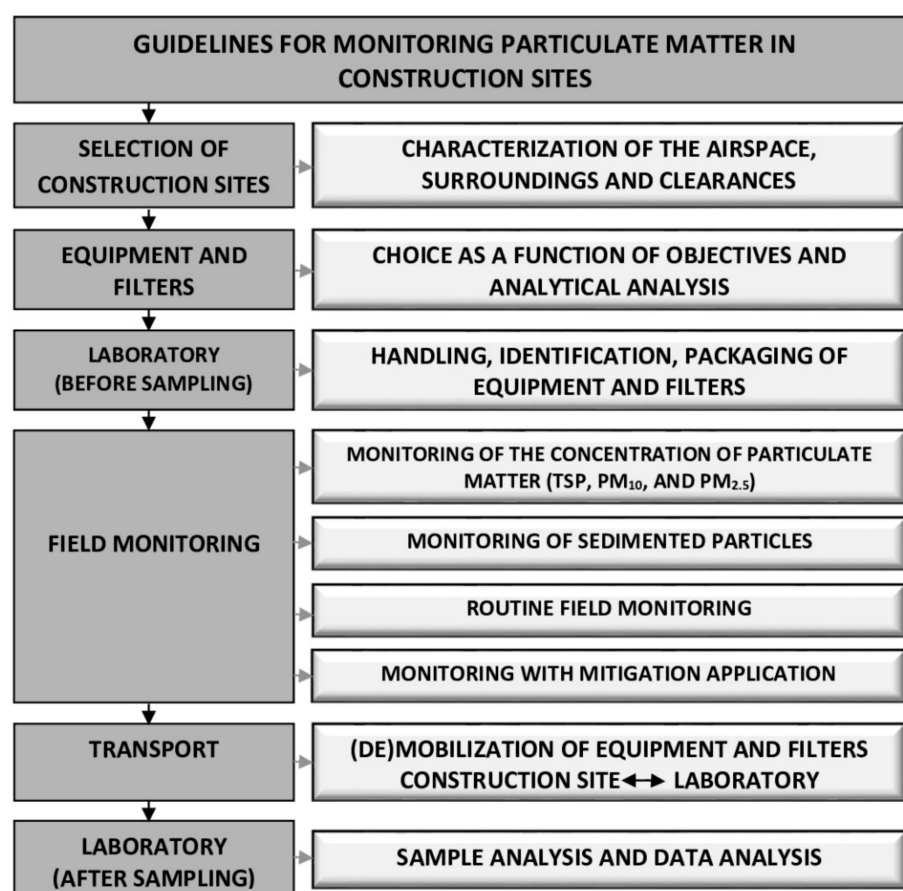 GUIDELINES FOR MONITORING PARTICULATE MATTER IN
CONSTRUCTION SITES
SELECTION OF
CONSTRUCTION SITES
CHARACTERIZATION OF THE AIRSPACE,
SURROUNDINGS AND CLEARANCES
EQUIPMENT AND
FILTERS
CHOICE AS A FUNCTION OF OBJECTIVES AND
ANALYTICAL ANALYSIS
LABORATORY
(BEFORE SAMPLING)
HANDLING, IDENTIFICATION, PACKAGING OF
EQUIPMENT AND FILTERS
FIELD MONITORING
MONITORING OF THE CONCENTRATION OF PARTICULATE
MATTER (TSP, PM₁₀, AND PM₂.₅)
MONITORING OF SEDIMENTED PARTICLES
ROUTINE FIELD MONITORING
MONITORING WITH MITIGATION APPLICATION
TRANSPORT
(DE)MOBILIZATION OF EQUIPMENT AND FILTERS
CONSTRUCTION SITE ↔ LABORATORY
LABORATORY
(AFTER SAMPLING)
SAMPLE ANALYSIS AND DATA ANALYSIS